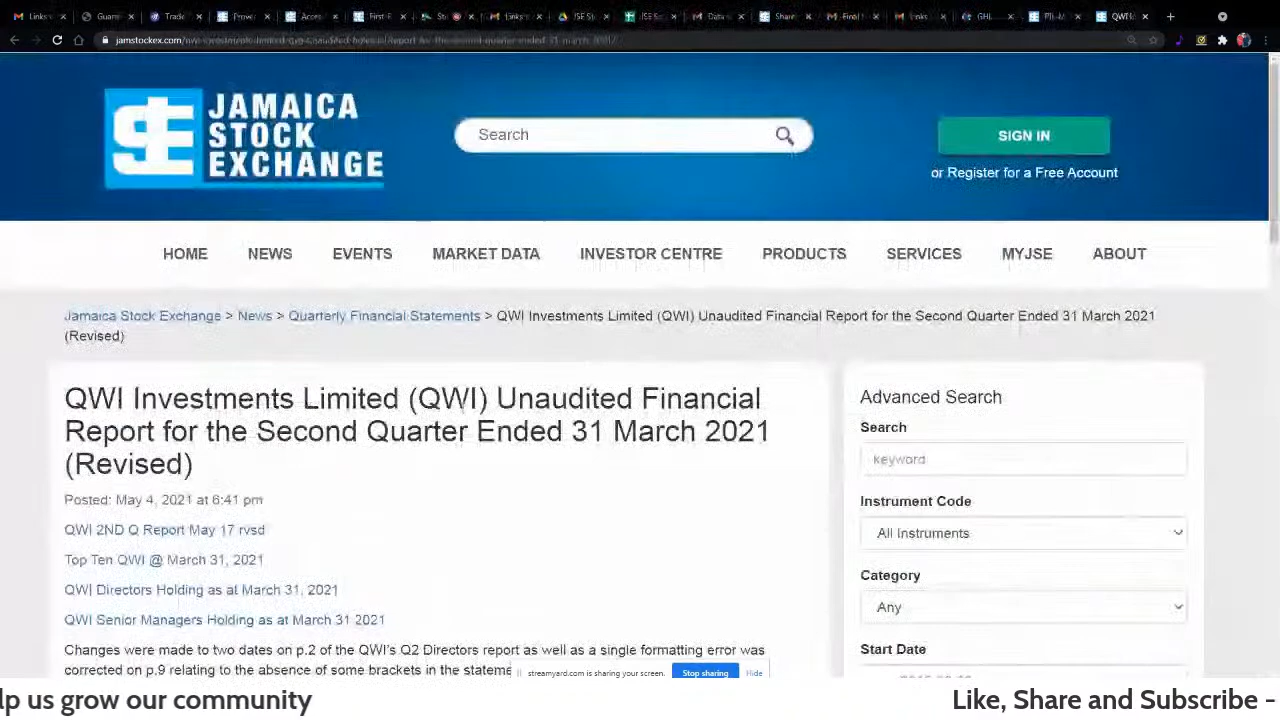 Links
Trade
Share
Links
GHL
QWI
jamstockex.com/
JAMAICA
STOCK
EXCHANGE
Search
SIGN IN
or Register for a Free Account
HOME NEWS EVENTS MARKET DATA INVESTOR CENTRE PRODUCTS SERVICES MYJSE ABOUT
Jamaica Stock Exchange > News > Quarterly Financial Statements > QWI Investments Limited (QWI) Unaudited Financial Report for the Second Quarter Ended 31 March 2021
(Revised)
QWI Investments Limited (QWI) Unaudited Financial
Report for the Second Quarter Ended 31 March 2021
(Revised)
Posted: May 4, 2021 at 6:41 pm
QWI 2ND Q Report May 17 rvsd
Top Ten QWI @ March 31, 2021
QWI Directors Holding as at March 31, 2021
QWI Senior Managers Holding as at March 31 2021
Changes were made to two dates on p.2 of the QWI's Q2 Directors report as well as a single formatting error was
corrected on p.9 relating to the absence of some brackets in the stateme
Advanced Search
Search
keyword
Instrument Code
All Instruments
Category
Any
Start Date
streamyard.com is sharing your screen. Stop sharing Hide
lp us grow our community
Like, Share and Subscribe -